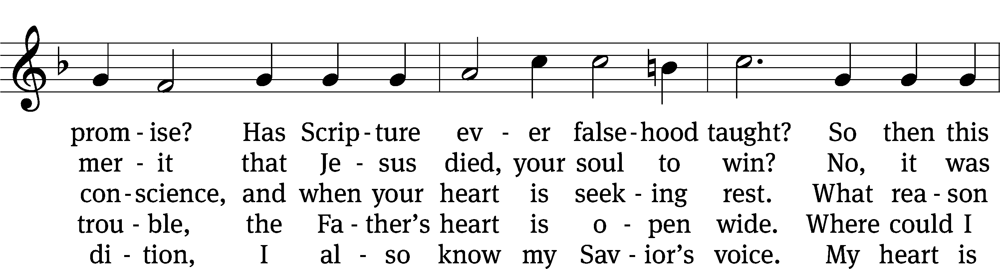 prom - ise? Has Scrip - ture ev - er false - hood taught? So then this
mer - it that Je - sus died, your soul to win? No, it was
con - science, and when your heart is seek - ing rest. What rea - son
trou - ble, the Fa - ther’s heart is o - pen wide. Where could I
di - tion, I al - so know my Sav - ior’s voice. My heart is